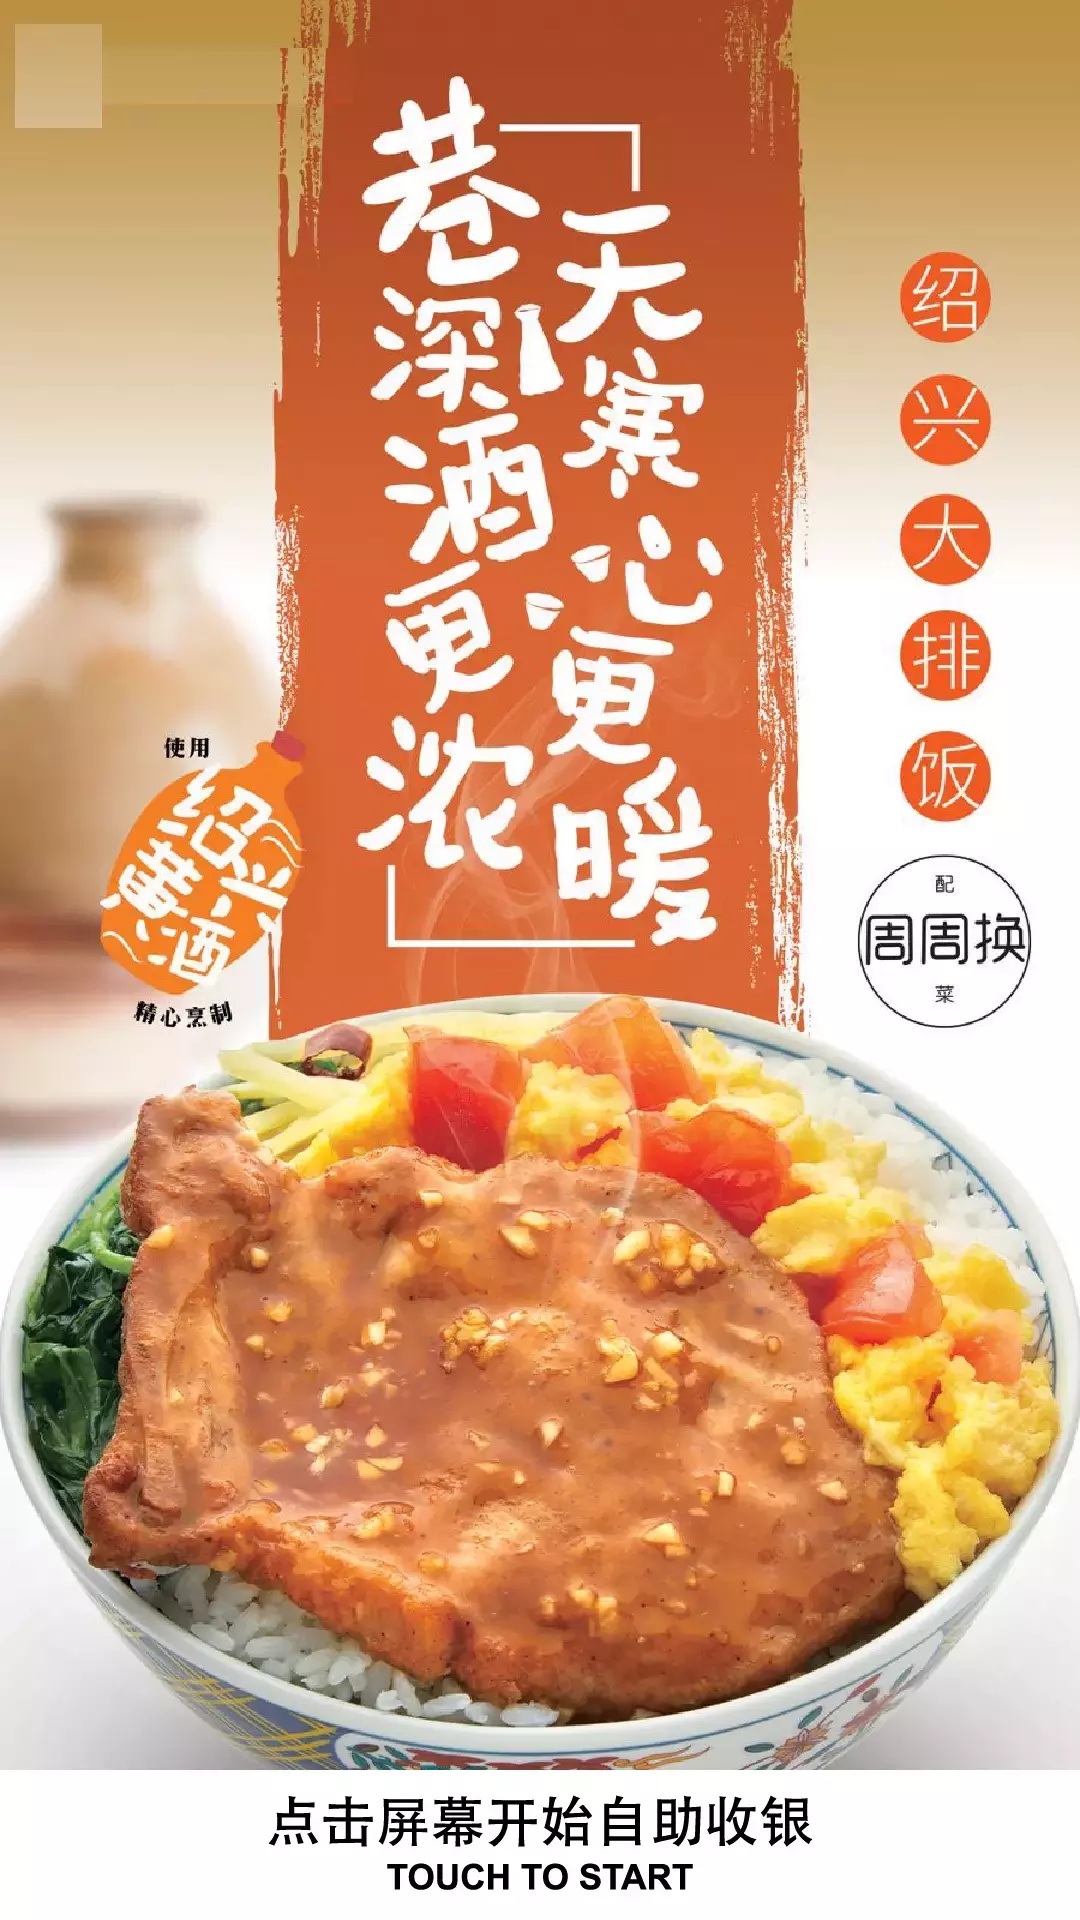 天寒心更暖
巷深酒更浓
绍兴大排饭
配
周周换
菜
使用
绍兴
黄酒
精心烹制
点击屏幕开始自助收银
TOUCH TO START